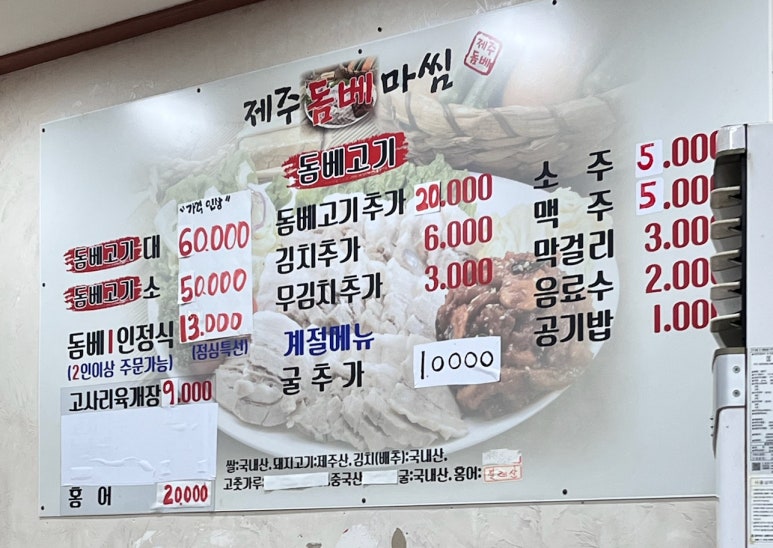 제주 돔베 마씸
제주
돔베
"가격 인상"
돔베고기 대 60.000
돔베고기 소 50.000
돔베 1인정식 13.000
(2인이상 주문가능) (점심특선)
고사리육개장 9.000
홍 어 20.000
돔베고기
돔베고기추가 20.000
김치추가 6.000
무김치추가 3.000
계절메뉴
굴 추 가 10000
소 주 5.000
맥 주 5.000
막걸리 3.000
음료수 2.000
공기밥 1.000
쌀:국내산, 돼지고기:제주산, 김치(배추):국내산,
고춧가루 중국산 굴:국내산, 홍어: